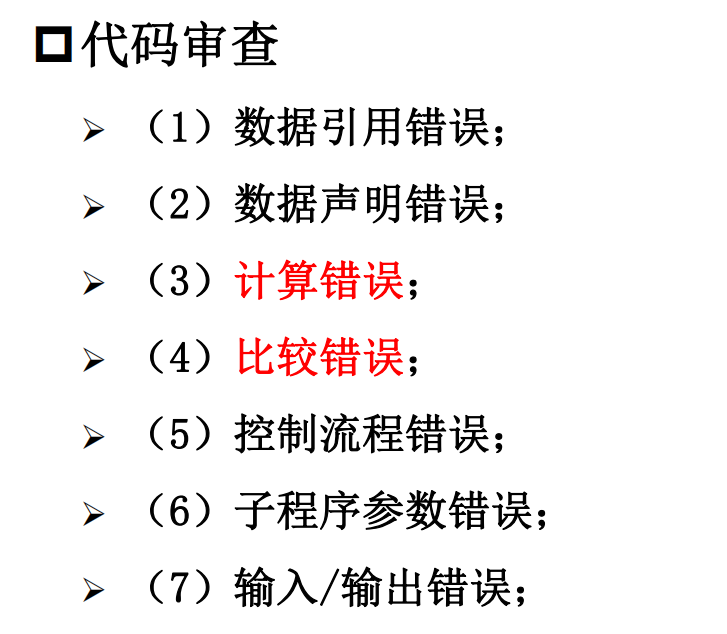 代码审查
（1）数据引用错误；
（2）数据声明错误；
（3）计算错误；
（4）比较错误；
（5）控制流程错误；
（6）子程序参数错误；
（7）输入/输出错误；